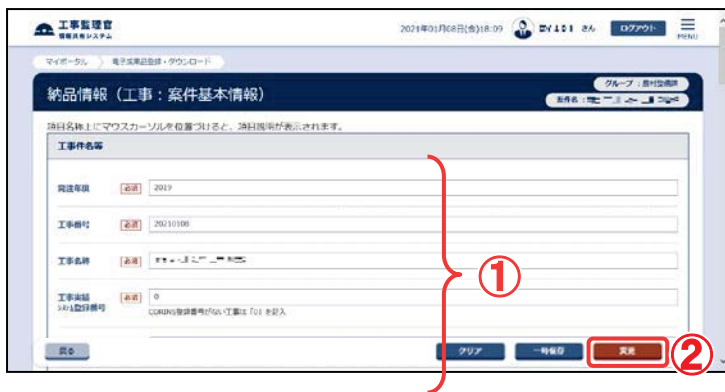 工事監理官
情報共有システム
2021年01月08日(金)18:09
さん
ログアウト
MENU
マイポータル
電子成果品登録・ダウンロード
納品情報（工事：案件基本情報）
項目名称上にマウスカーソルを位置づけると、項目説明が表示されます。
工事件名等
発注年度 必須 2019
工事番号 必須 20210108
工事名称 必須
工事実績 必須 0
システム登録番号
CORINS登録番号がない工事は「0」を記入
①
戻る
クリア
一時保存
変更
②